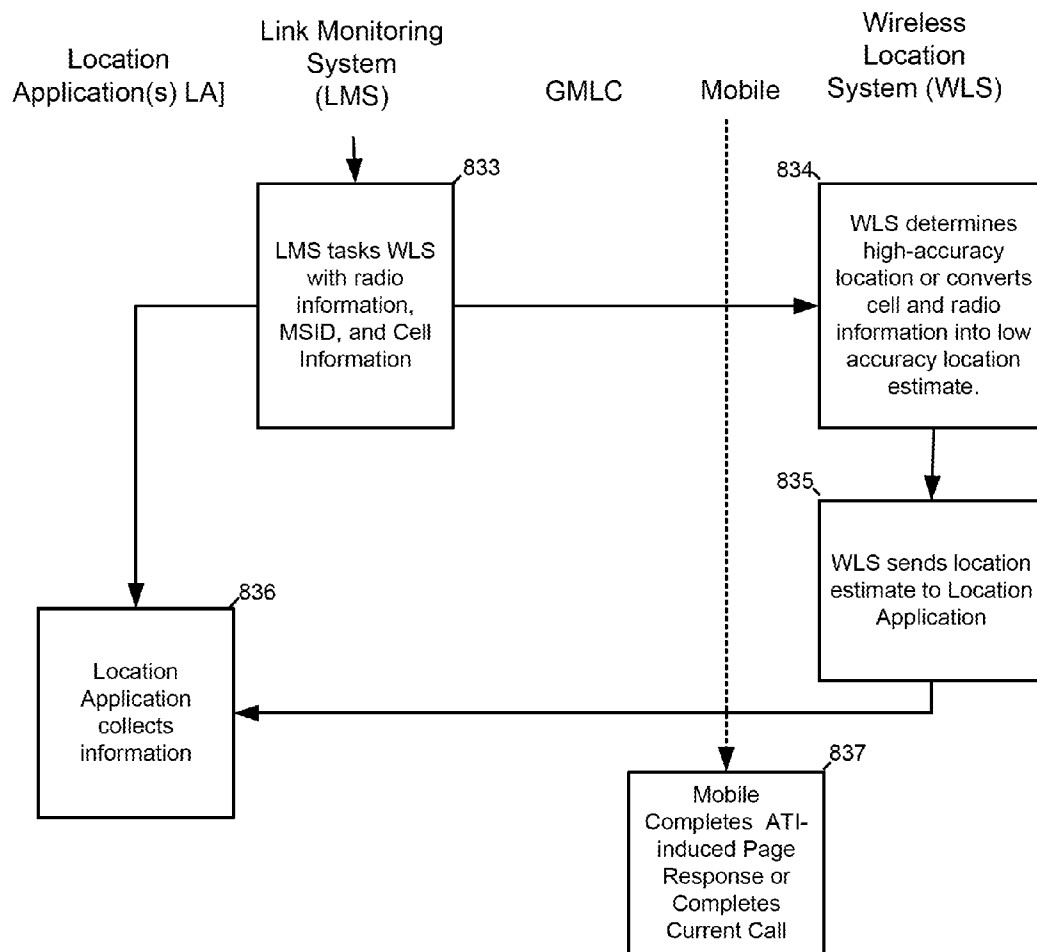 Location
Application(s) LA]
Link Monitoring
System
(LMS)
GMLC
Mobile
Wireless
Location
System (WLS)
833
LMS tasks WLS
with radio
information,
MSID, and Cell
Information
834
WLS determines
high-accuracy
location or converts
cell and radio
information into low
accuracy location
estimate.
835
WLS sends location
estimate to Location
Application
836
Location
Application
collects
information
837
Mobile
Completes ATI-
induced Page
Response or
Completes
Current Call